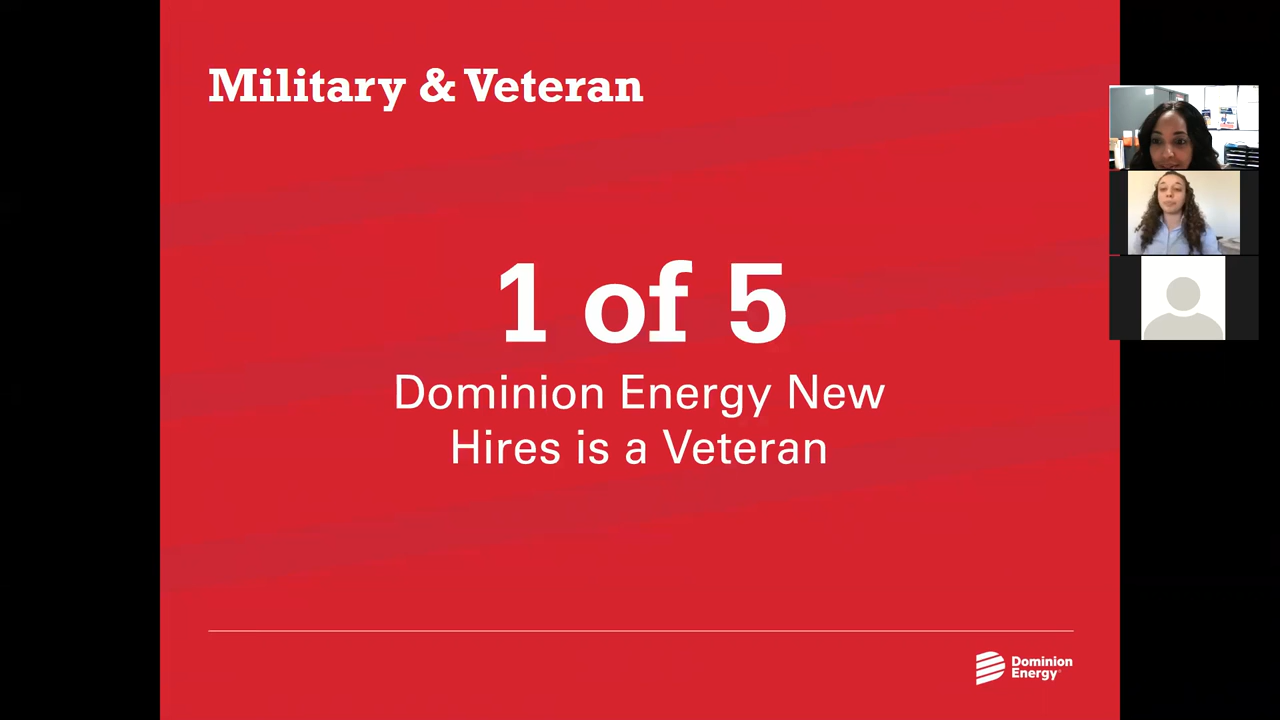 Military & Veteran
1 of 5
Dominion Energy New
Hires is a Veteran
Dominion
Energy